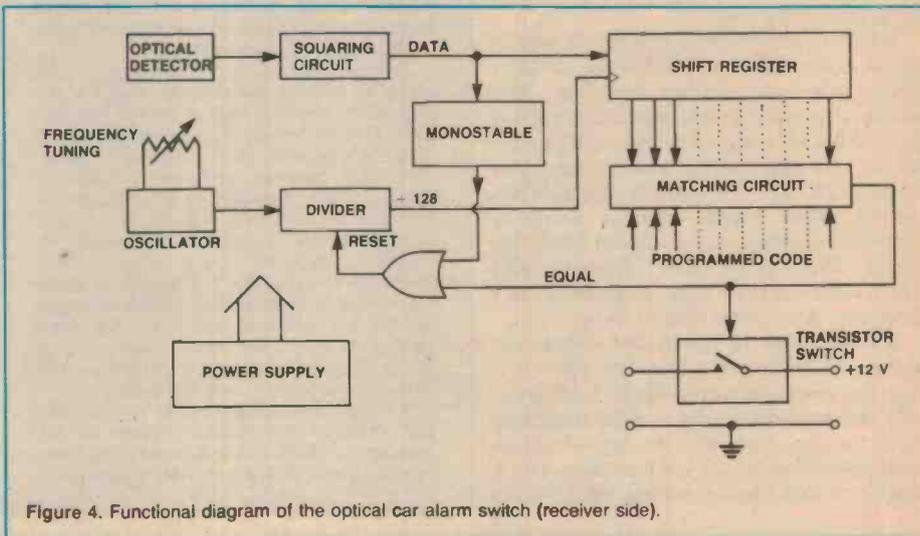 OPTICAL
DETECTOR
SQUARING
CIRCUIT
DATA
SHIFT REGISTER
MONOSTABLE
FREQUENCY
TUNING
MATCHING CIRCUIT
DIVIDER
÷ 128
OSCILLATOR
RESET
PROGRAMMED CODE
EQUAL
TRANSISTOR
SWITCH
+12 V
POWER SUPPLY
Figure 4. Functional diagram of the optical car alarm switch (receiver side).